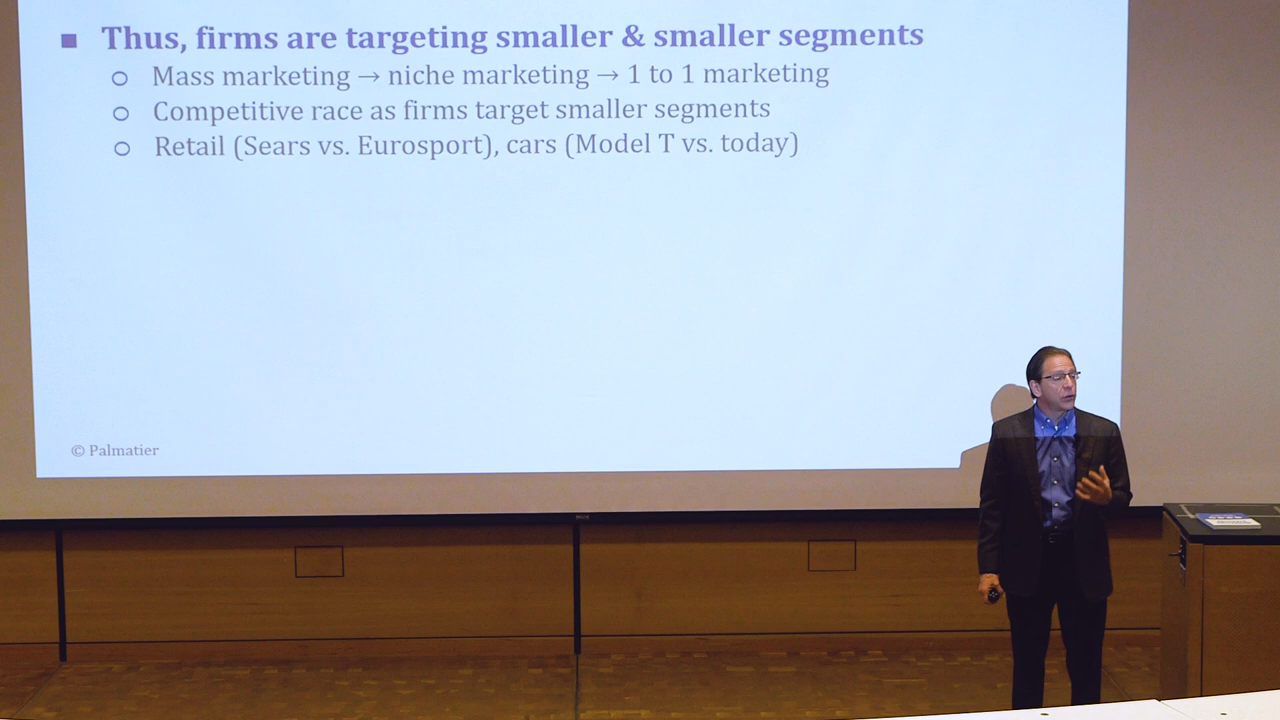 ■ Thus, firms are targeting smaller & smaller segments
○ Mass marketing → niche marketing → 1 to 1 marketing
○ Competitive race as firms target smaller segments
○ Retail (Sears vs. Eurosport), cars (Model T vs. today)
© Palmatier